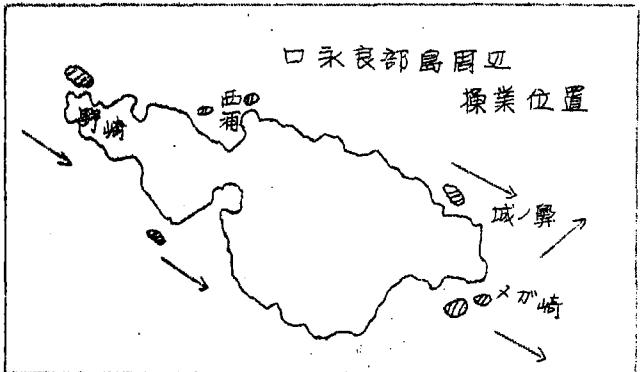 口永良部島周辺
操業位置
野崎
西浦
城ノ鼻
メガ崎